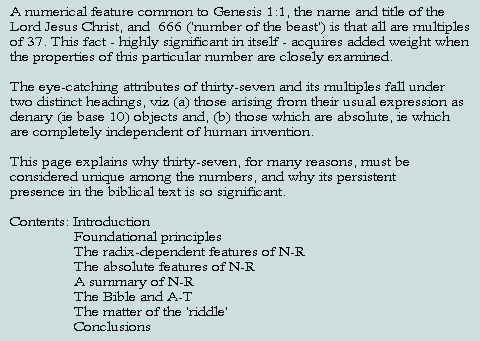 A numerical feature common to Genesis 1:1, the name and title of the
Lord Jesus Christ, and  666 ('number of the beast') is that all are multiples
of 37. This fact - highly significant in itself - acquires added weight when
the properties of this particular number are closely examined.
The eye-catching attributes of thirty-seven and its multiples fall under
two distinct headings, viz (a) those arising from their usual expression as
denary (ie base 10) objects and, (b) those which are absolute, ie which
are completely independent of human invention.
This page explains why thirty-seven, for many reasons, must be
considered unique among the numbers, and why its persistent
presence in the biblical text is so significant.
Contents: Introduction
Foundational principles
The radix-dependent features of N-R
The absolute features of N-R
A summary of N-R
The Bible and A-T
The matter of the 'riddle'
Conclusions